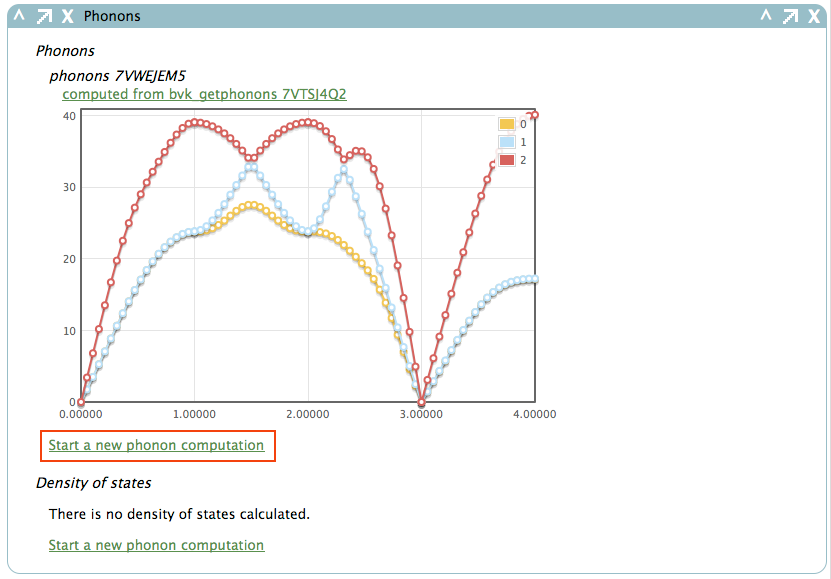 Phonons
Phonons
phonons 7VWEJEM5
computed from bvk_getphonons 7VTSJ4Q2
40
30
20
10
0
0.00000 1.00000 2.00000 3.00000 4.00000
0
1
2
Start a new phonon computation
Density of states
There is no density of states calculated.
Start a new phonon computation